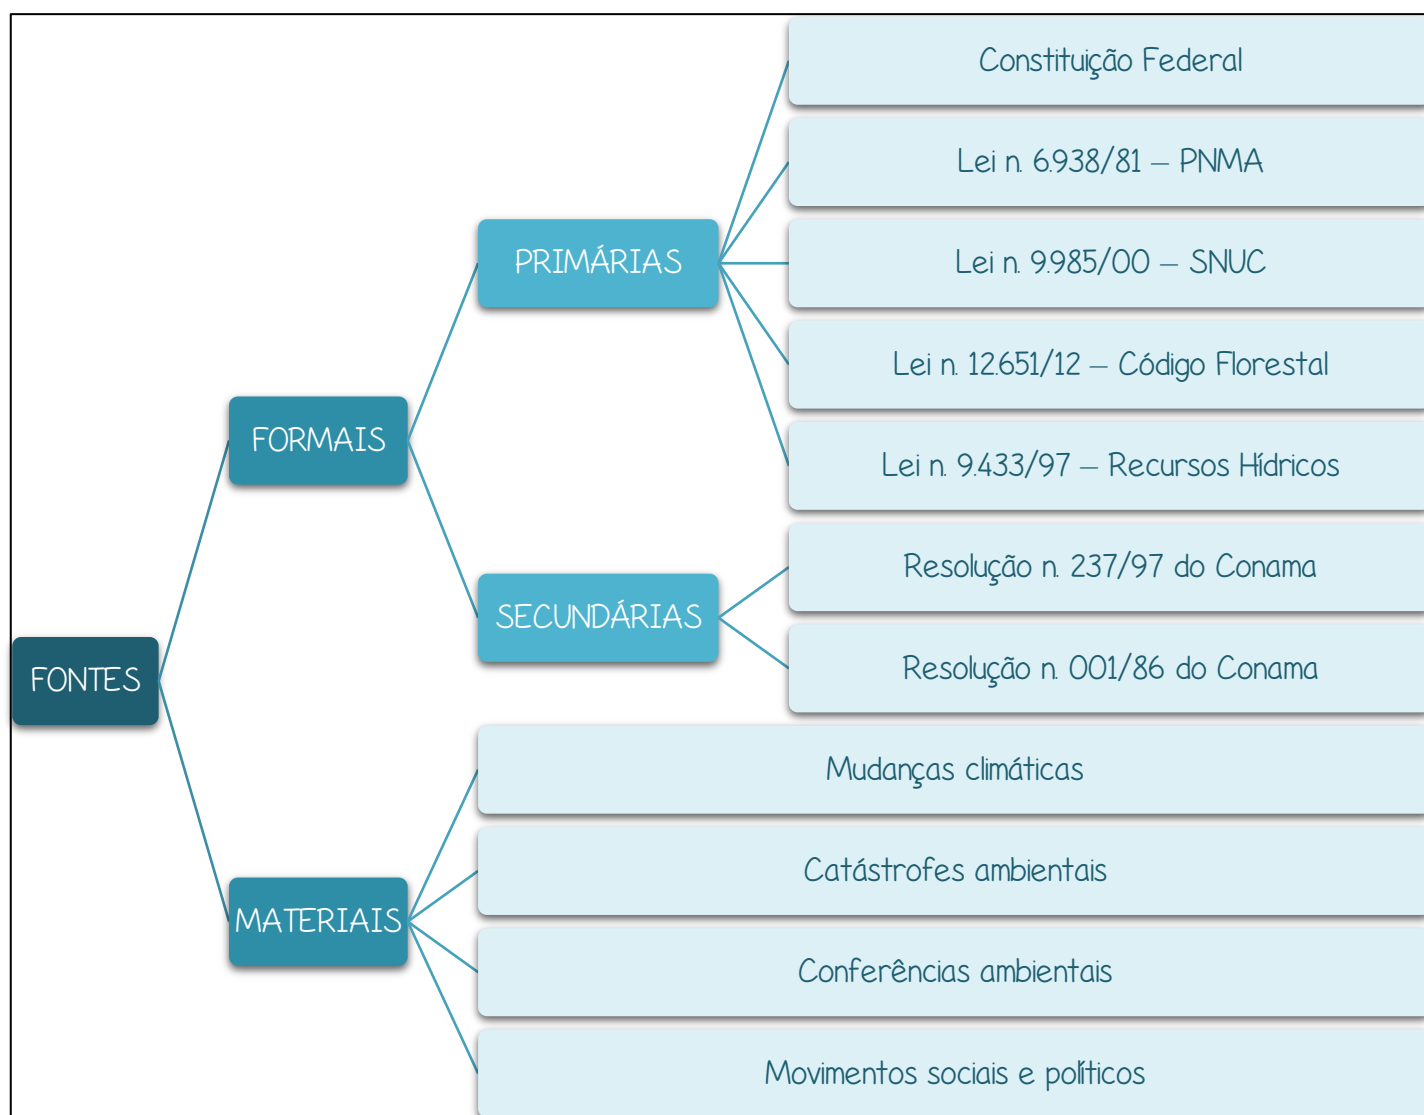 FONTES
FORMAIS
PRIMÁRIAS
Constituição Federal
Lei n. 6.938/81 – PNMA
Lei n. 9.985/00 – SNUC
Lei n. 12.651/12 – Código Florestal
Lei n. 9.433/97 – Recursos Hídricos
SECUNDÁRIAS
Resolução n. 237/97 do Conama
Resolução n. 001/86 do Conama
MATERIAIS
Mudanças climáticas
Catástrofes ambientais
Conferências ambientais
Movimentos sociais e políticos